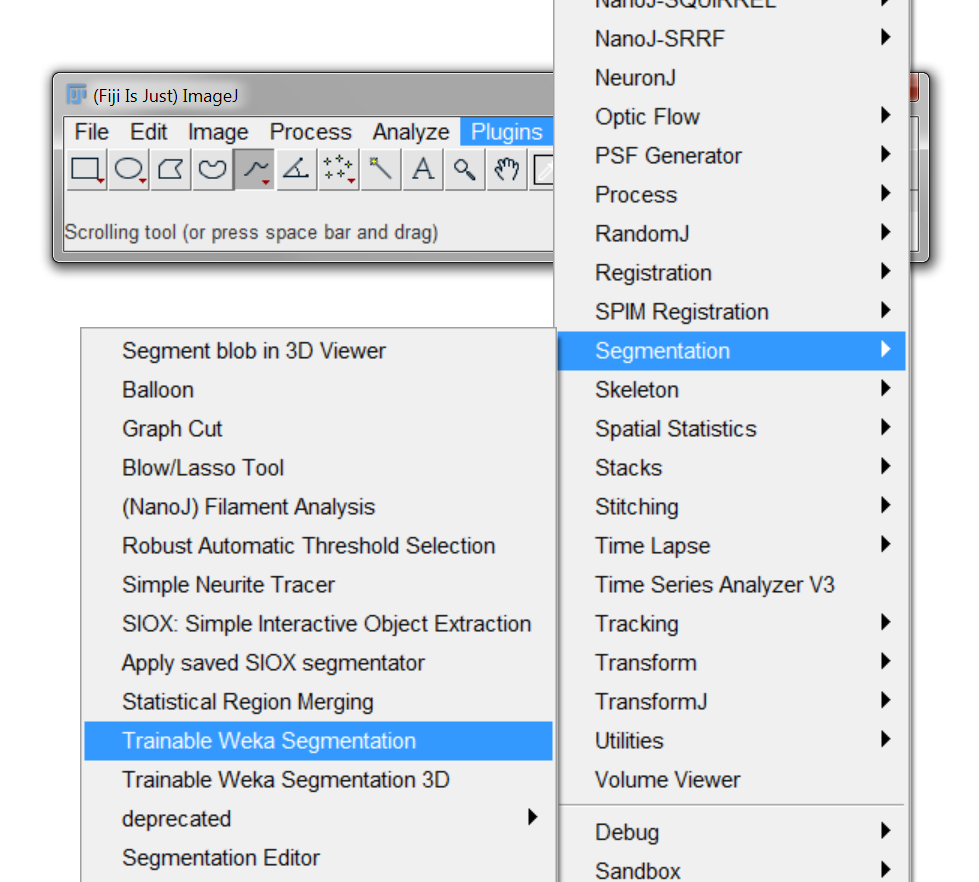 NanoJ-SQUIRREL
NanoJ-SRRF
NeuronJ
Optic Flow
PSF Generator
Process
RandomJ
Registration
SPIM Registration
Segmentation
Skeleton
Spatial Statistics
Stacks
Stitching
Time Lapse
Time Series Analyzer V3
Tracking
Transform
TransformJ
Utilities
Volume Viewer
Debug
Sandbox
(Fiji Is Just) ImageJ
File Edit Image Process Analyze Plugins
A
Scrolling tool (or press space bar and drag)
Segment blob in 3D Viewer
Balloon
Graph Cut
Blow/Lasso Tool
(NanoJ) Filament Analysis
Robust Automatic Threshold Selection
Simple Neurite Tracer
SIOX: Simple Interactive Object Extraction
Apply saved SIOX segmentator
Statistical Region Merging
Trainable Weka Segmentation
Trainable Weka Segmentation 3D
deprecated
Segmentation Editor